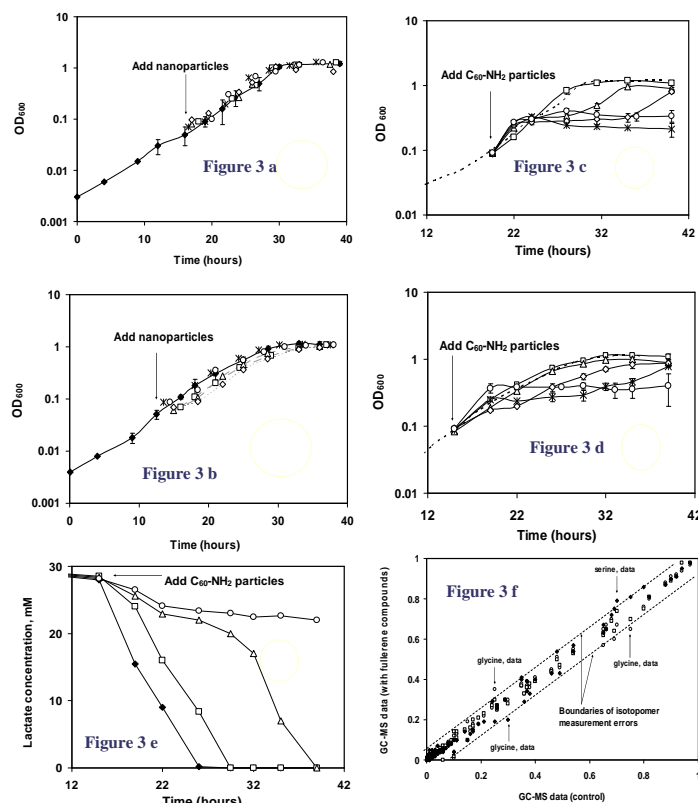 10
1
0.1
0.01
0.001
OD600
Add nanoparticles
Figure 3 a
0
10
20
30
40
Time (hours)
10
1
0.1
0.01
OD600
Add C60-NH2 particles
Figure 3 c
12
22
32
42
Time (hours)
10
1
0.1
0.01
0.001
OD600
Add nanoparticles
Figure 3 b
0
10
20
30
40
Time (hours)
10
1
0.1
0.01
OD600
Add C60-NH2 particles
Figure 3 d
12
22
32
42
Time (hours)
30
20
10
0
Lactate concentration, mM
Add C60-NH2 particles
Figure 3 e
12
22
32
42
Time (hours)
1
0.8
0.6
0.4
0.2
0
GC-MS data (with fullerene compounds)
Figure 3 f
serine, data
glycine, data
glycine, data
Boundaries of isotopomer
measurement errors
glycine, data
0
0.2
0.4
0.6
0.8
1
GC-MS data (control)